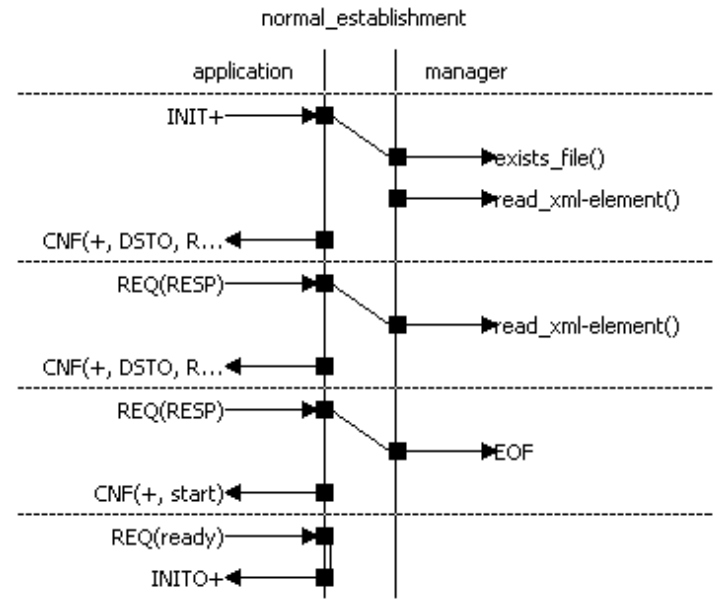 normal_establishment
application manager
INIT+
exists_file()
read_xml-element()
CNF(+, DSTO, R...
REQ(RESP)
read_xml-element()
CNF(+, DSTO, R...
REQ(RESP)
EOF
CNF(+, start)
REQ(ready)
INITO+